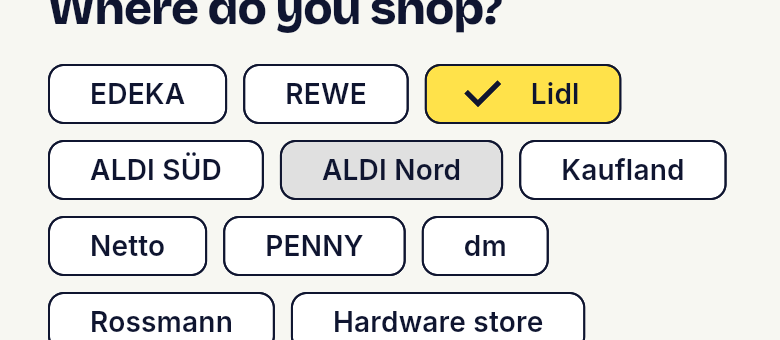 Where do you shop?
EDEKA REWE Lidl
ALDI SÜD ALDI Nord Kaufland
Netto PENNY dm
Rossmann Hardware store